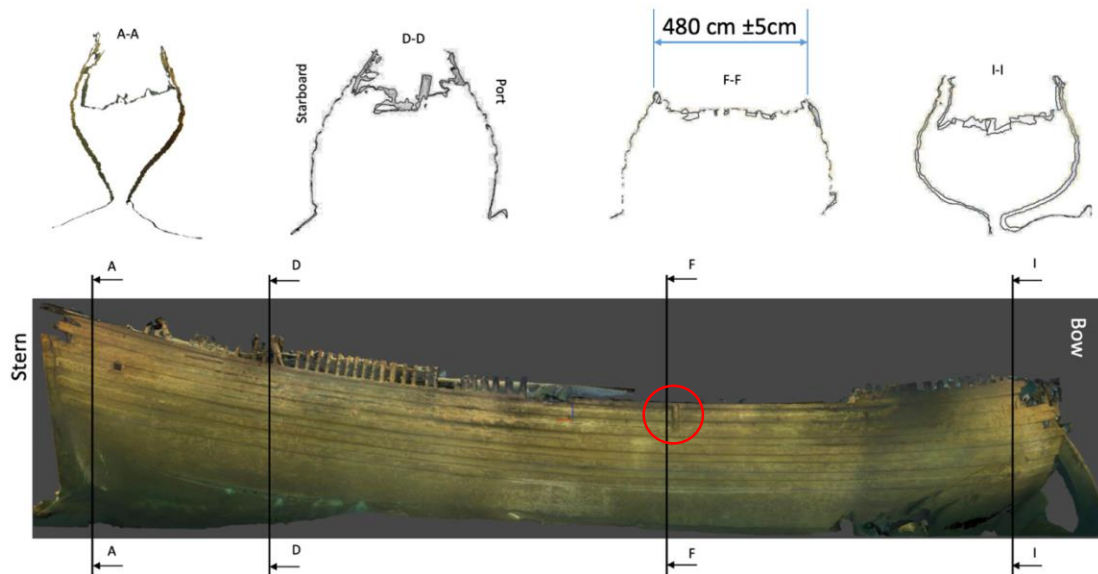 480 cm ±5cm
A-A
D-D
F-F
I-I
Starboard
Port
A
D
F
I
Stern
Bow
A
D
F
I